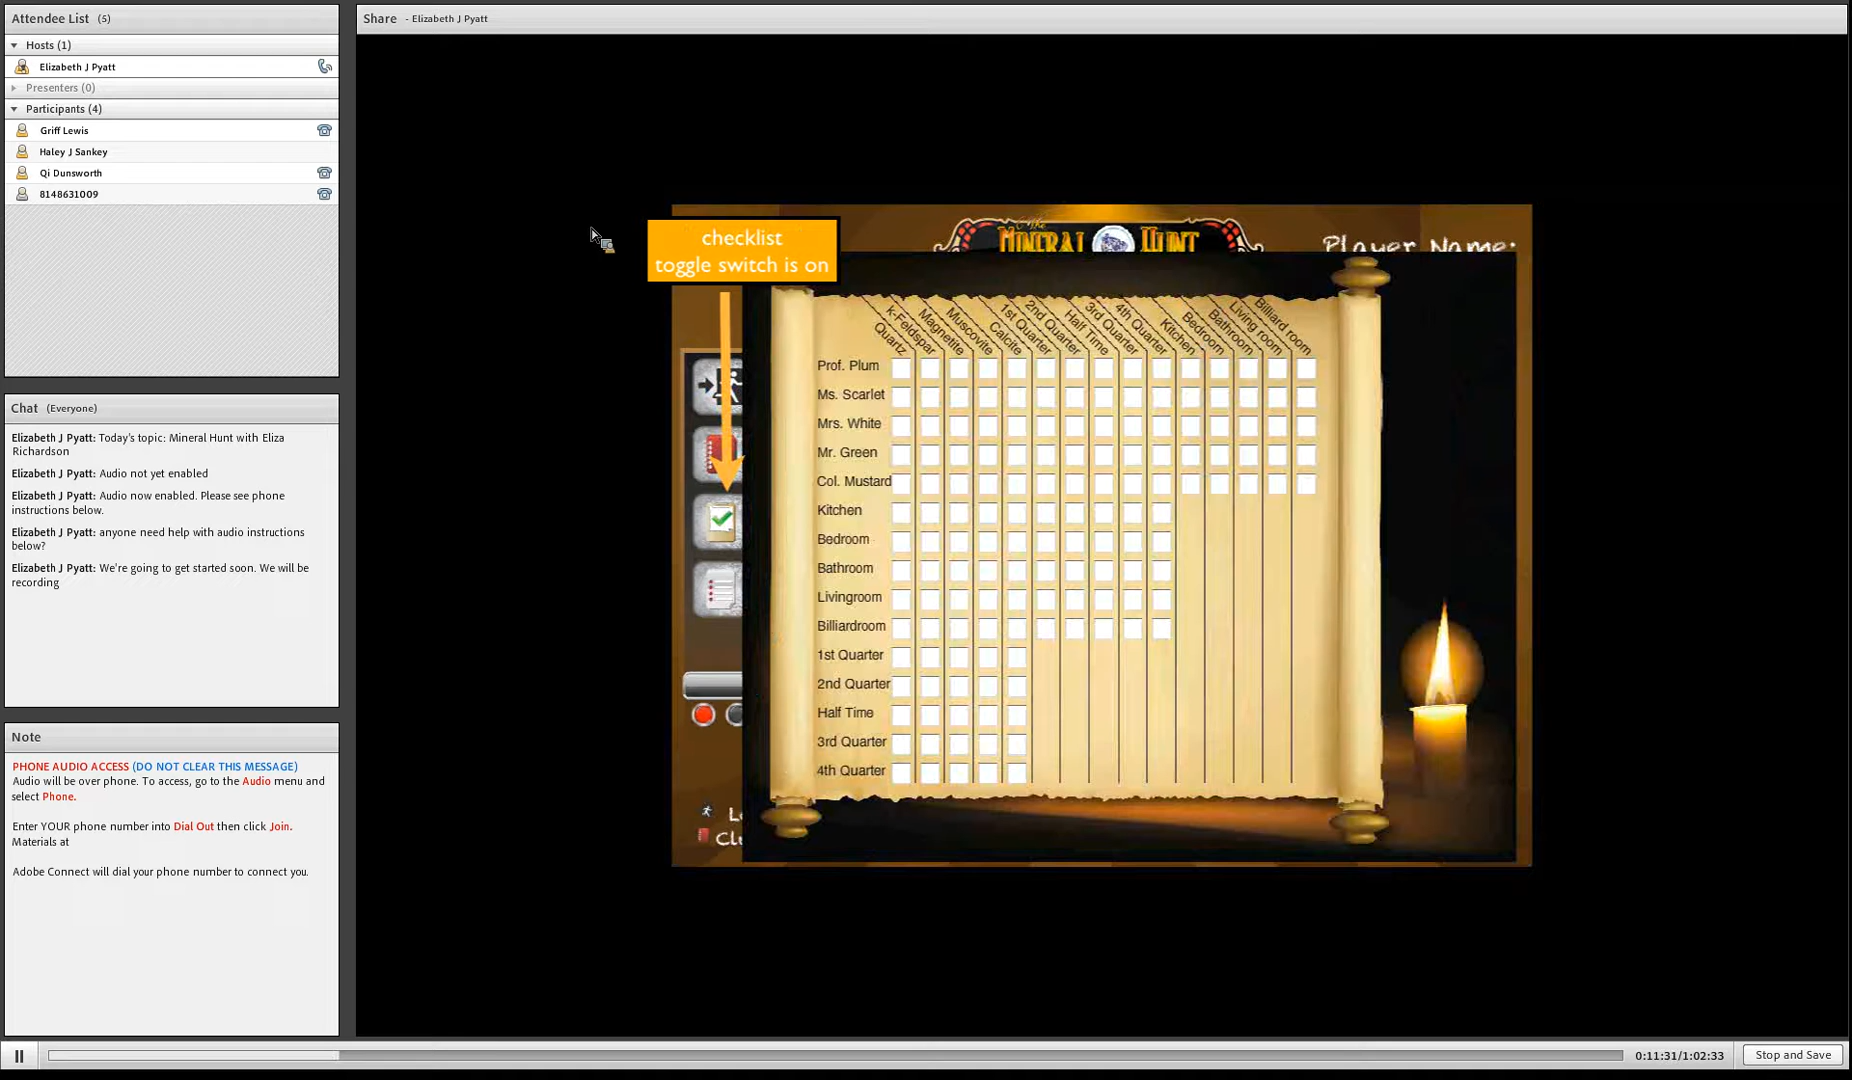 Attendee List (5)
Hosts (1)
Elizabeth J Pyatt
Presenters (0)
Participants (4)
Griff Lewis
Haley J Sankey
Qi Dunsworth
8148631009
Chat (Everyone)
Elizabeth J Pyatt: Today's topic: Mineral Hunt with Eliza
Richardson
Elizabeth J Pyatt: Audio not yet enabled
Elizabeth J Pyatt: Audio now enabled. Please see phone
instructions below.
Elizabeth J Pyatt: anyone need help with audio instructions
below?
Elizabeth J Pyatt: We're going to get started soon. We will be
recording
Note
PHONE AUDIO ACCESS (DO NOT CLEAR THIS MESSAGE)
Audio will be over phone. To access, go to the Audio menu and
select Phone.
Enter YOUR phone number into Dial Out then click Join.
Materials at
Adobe Connect will dial your phone number to connect you.
Share - Elizabeth J Pyatt
checklist
toggle switch is on
The
MINERAL HUNT
Player Name:
Quartz
k-Feldspar
Magnetite
Muscovite
Calcite
1st Quarter
2nd Quarter
Half Time
3rd Quarter
4th Quarter
Kitchen
Bedroom
Bathroom
Living room
Billiard room
Prof. Plum
Ms. Scarlet
Mrs. White
Mr. Green
Col. Mustard
Kitchen
Bedroom
Bathroom
Livingroom
Billiardroom
1st Quarter
2nd Quarter
Half Time
3rd Quarter
4th Quarter
0:11:31/1:02:33
Stop and Save